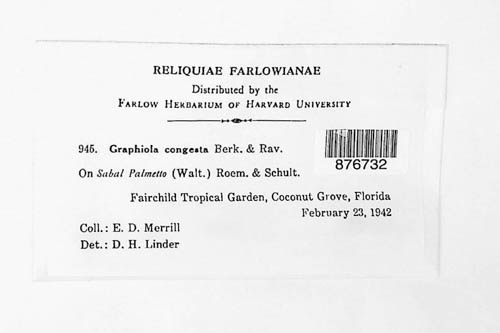 RELIQUIAE FARLOWIANAE
Distributed by the
FARLOW HERBARIUM OF HARVARD UNIVERSITY
945. Graphiola congesta Berk. & Rav.
876732
On Sabal Palmetto (Walt.) Roem. & Schult.
Fairchild Tropical Garden, Coconut Grove, Florida
February 23, 1942
Coll.: E. D. Merrill
Det.: D. H. Linder